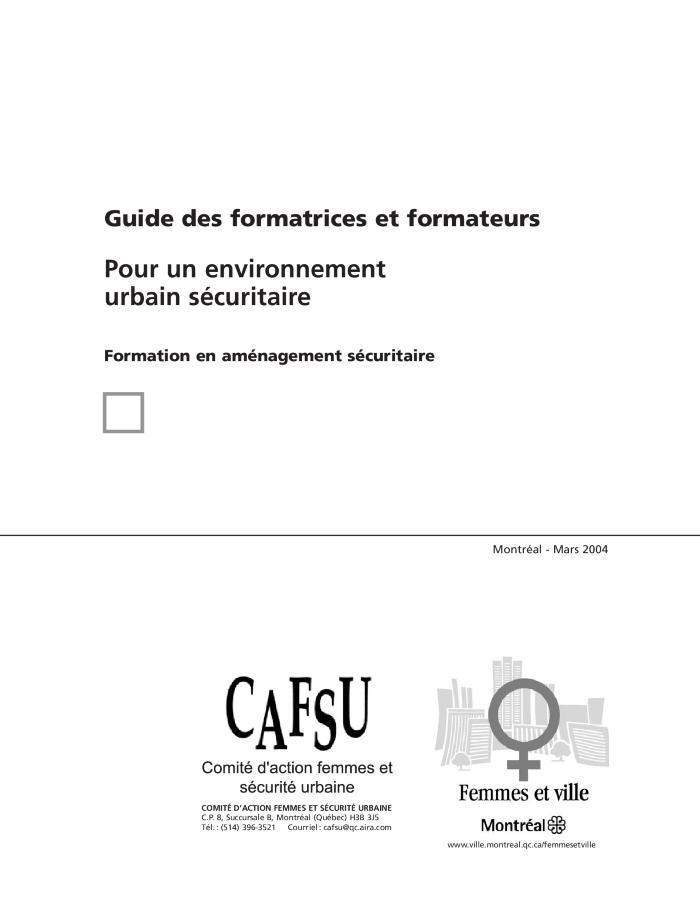 Guide des formatrices et formateurs
Pour un environnement
urbain sécuritaire
Formation en aménagement sécuritaire
Montréal - Mars 2004
CAFSU
Comité d'action femmes et
sécurité urbaine
COMITÉ D'ACTION FEMMES ET SÉCURITÉ URBAINE
C.P. 8, Succursale B, Montréal (Québec) H3B 3J5
Tél. : (514) 396-3521 Courriel : cafsu@qc.aira.com
Femmes et ville
Montréal
www.ville.montreal.qc.ca/femmesetville